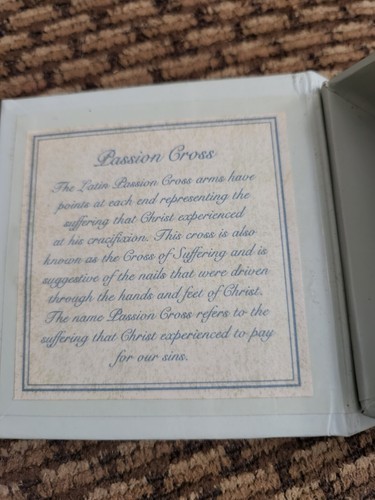 Passion Cross
The Latin Passion Cross arms have
points at each end representing the
suffering that Christ experienced
at his crucifixion. This cross is also
known as the Cross of Suffering and is
suggestive of the nails that were driven
through the hands and feet of Christ.
The name Passion Cross refers to the
suffering that Christ experienced to pay
for our sins.